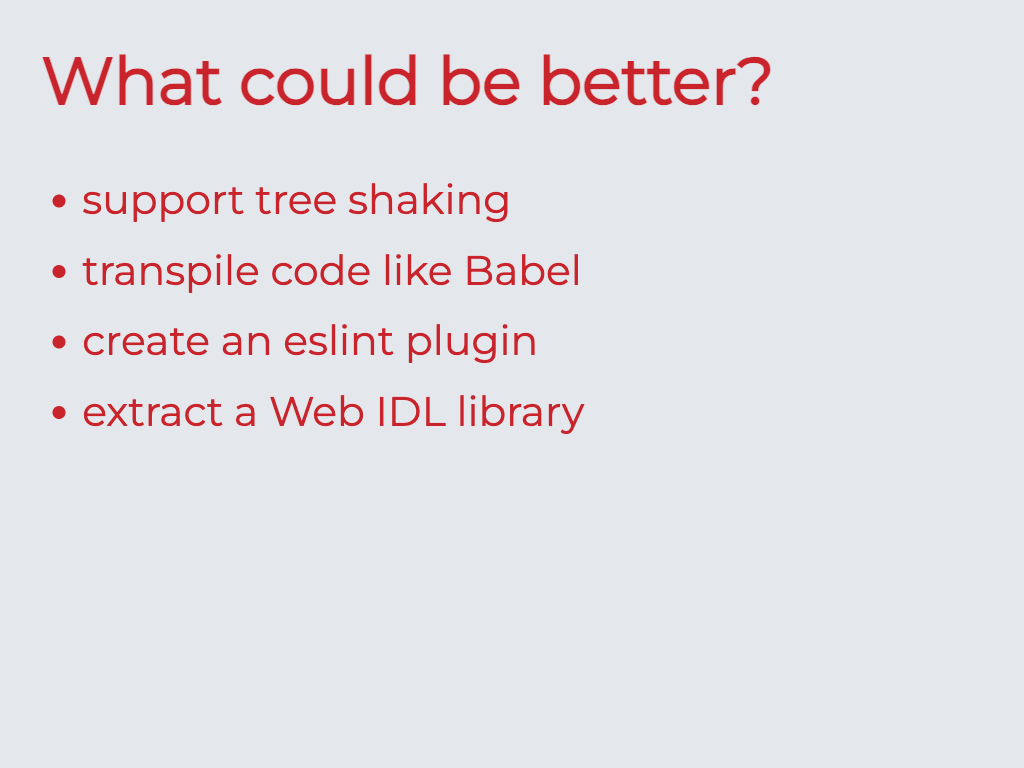 What could be better?
• support tree shaking
• transpile code like Babel
• create an eslint plugin
• extract a Web IDL library